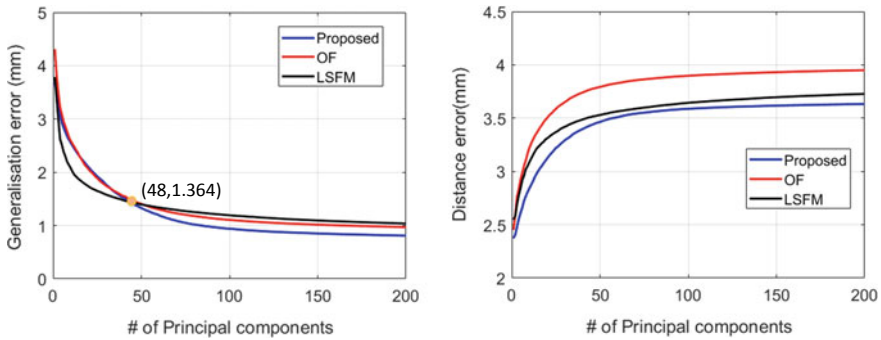 5
4
3
2
1
0
Generalisation error (mm)
Proposed
OF
LSFM
(48,1.364)
0 50 100 150 200
# of Principal components
4.5
4
3.5
3
2.5
2
Distance error(mm)
Proposed
OF
LSFM
0 50 100 150 200
# of Principal components